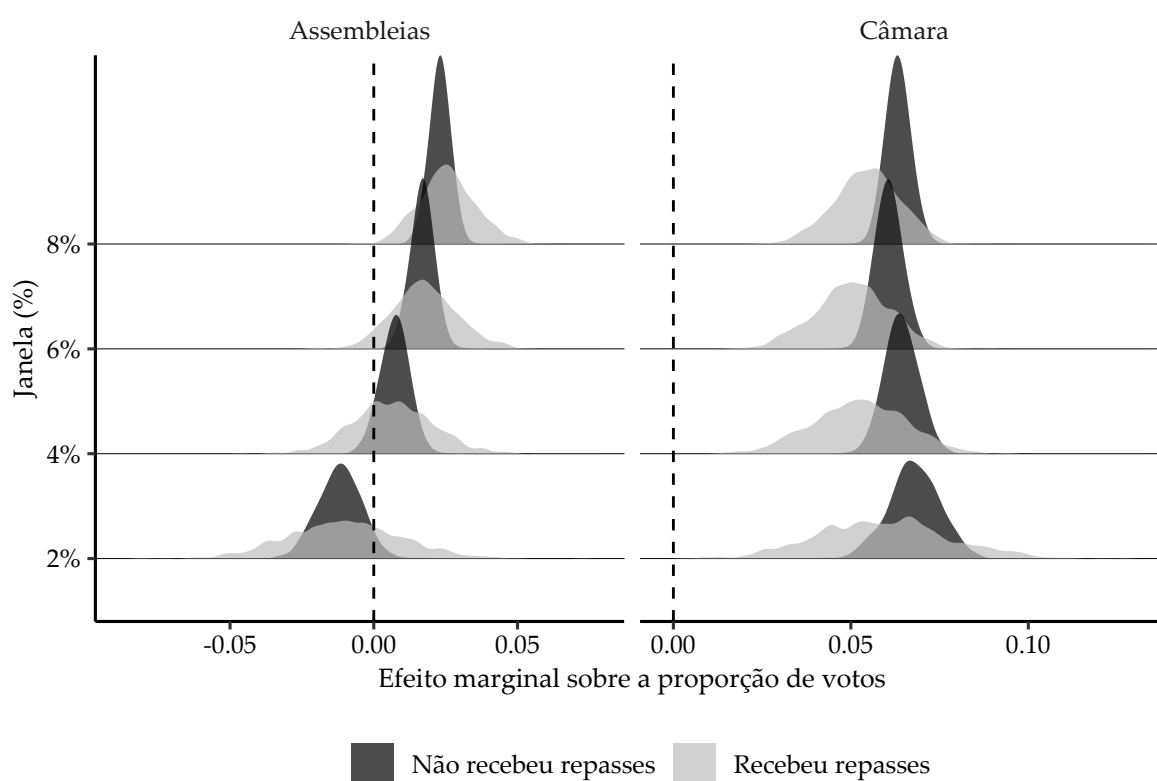 Assembleias
Câmara
Janela (%)
8%
6%
4%
2%
-0.05 0.00 0.05
0.00 0.05 0.10
Efeito marginal sobre a proporção de votos
Não recebeu repasses
Recebeu repasses